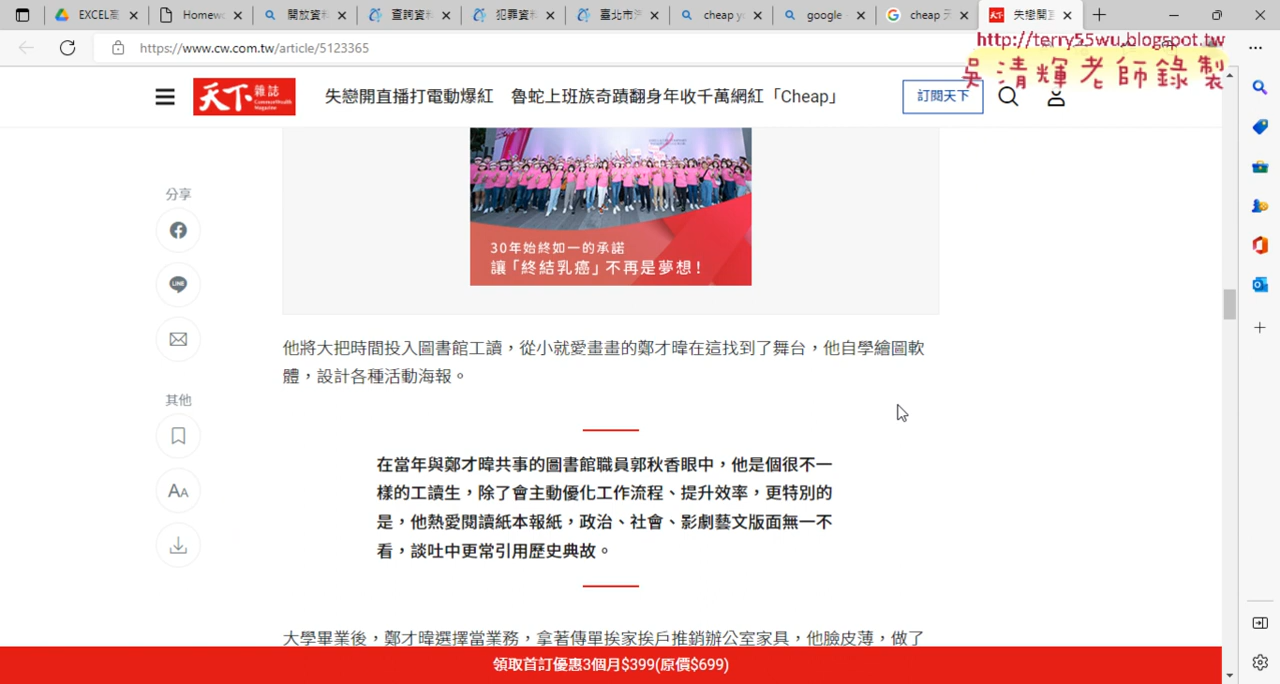 EXCEL產
Homew
開放資料
查詢資料
犯罪資料
臺北市淡
cheap yo
google
cheap 天
失戀開直
https://www.cw.com.tw/article/5123365
http://terry55wu.blogspot.tw
吳清輝老師錄製
天下雜誌
CommonWealth Magazine
失戀開直播打電動爆紅 魯蛇上班族奇蹟翻身年收千萬網紅「Cheap」
訂閱天下
30年始終如一的承諾
讓「終結乳癌」不再是夢想！
分享
LINE
其他
AA
他將大把時間投入圖書館工讀，從小就愛畫畫的鄭才暐在這找到了舞台，他自學繪圖軟
體，設計各種活動海報。
在當年與鄭才暐共事的圖書館職員郭秋香眼中，他是個很不一
樣的工讀生，除了會主動優化工作流程、提升效率，更特別的
是，他熱愛閱讀紙本報紙，政治、社會、影劇藝文版面無一不
看，談吐中更常引用歷史典故。
大學畢業後，鄭才暐選擇當業務，拿著傳單挨家挨戶推銷辦公室家具，他臉皮薄，做了
領取首訂優惠3個月$399(原價$699)